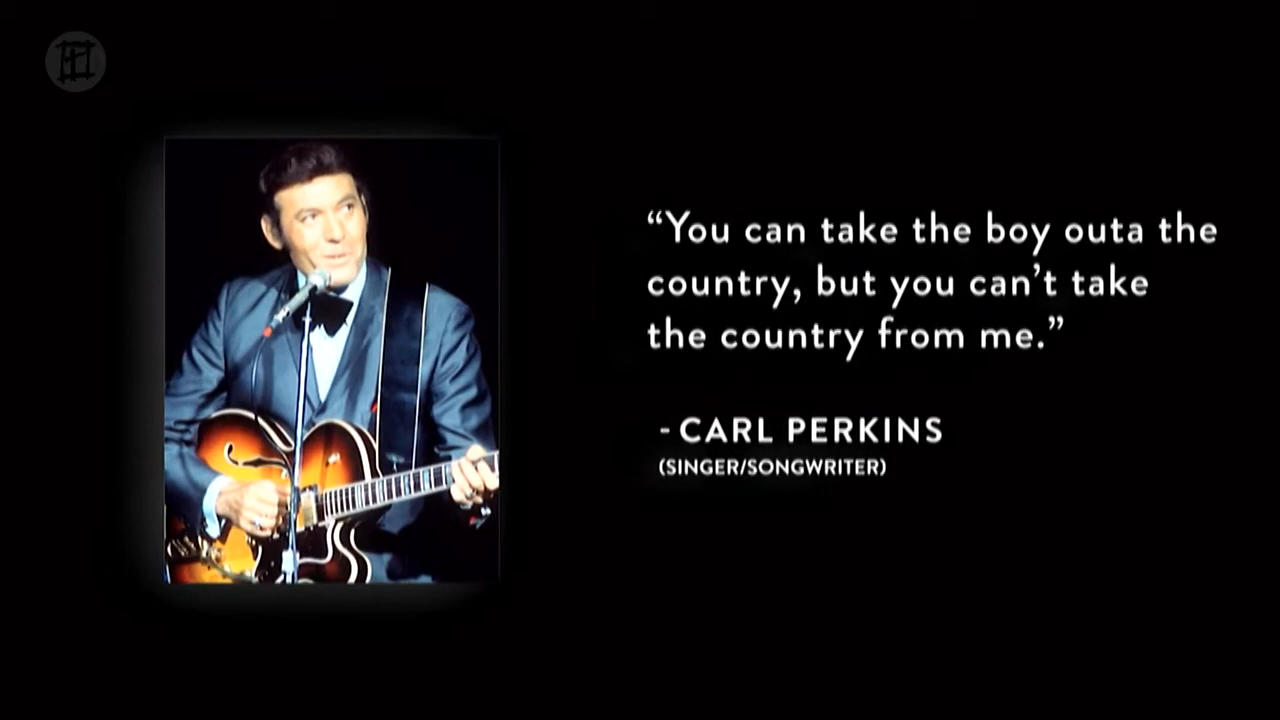 “You can take the boy outa the
country, but you can’t take
the country from me.”
- CARL PERKINS
(SINGER/SONGWRITER)